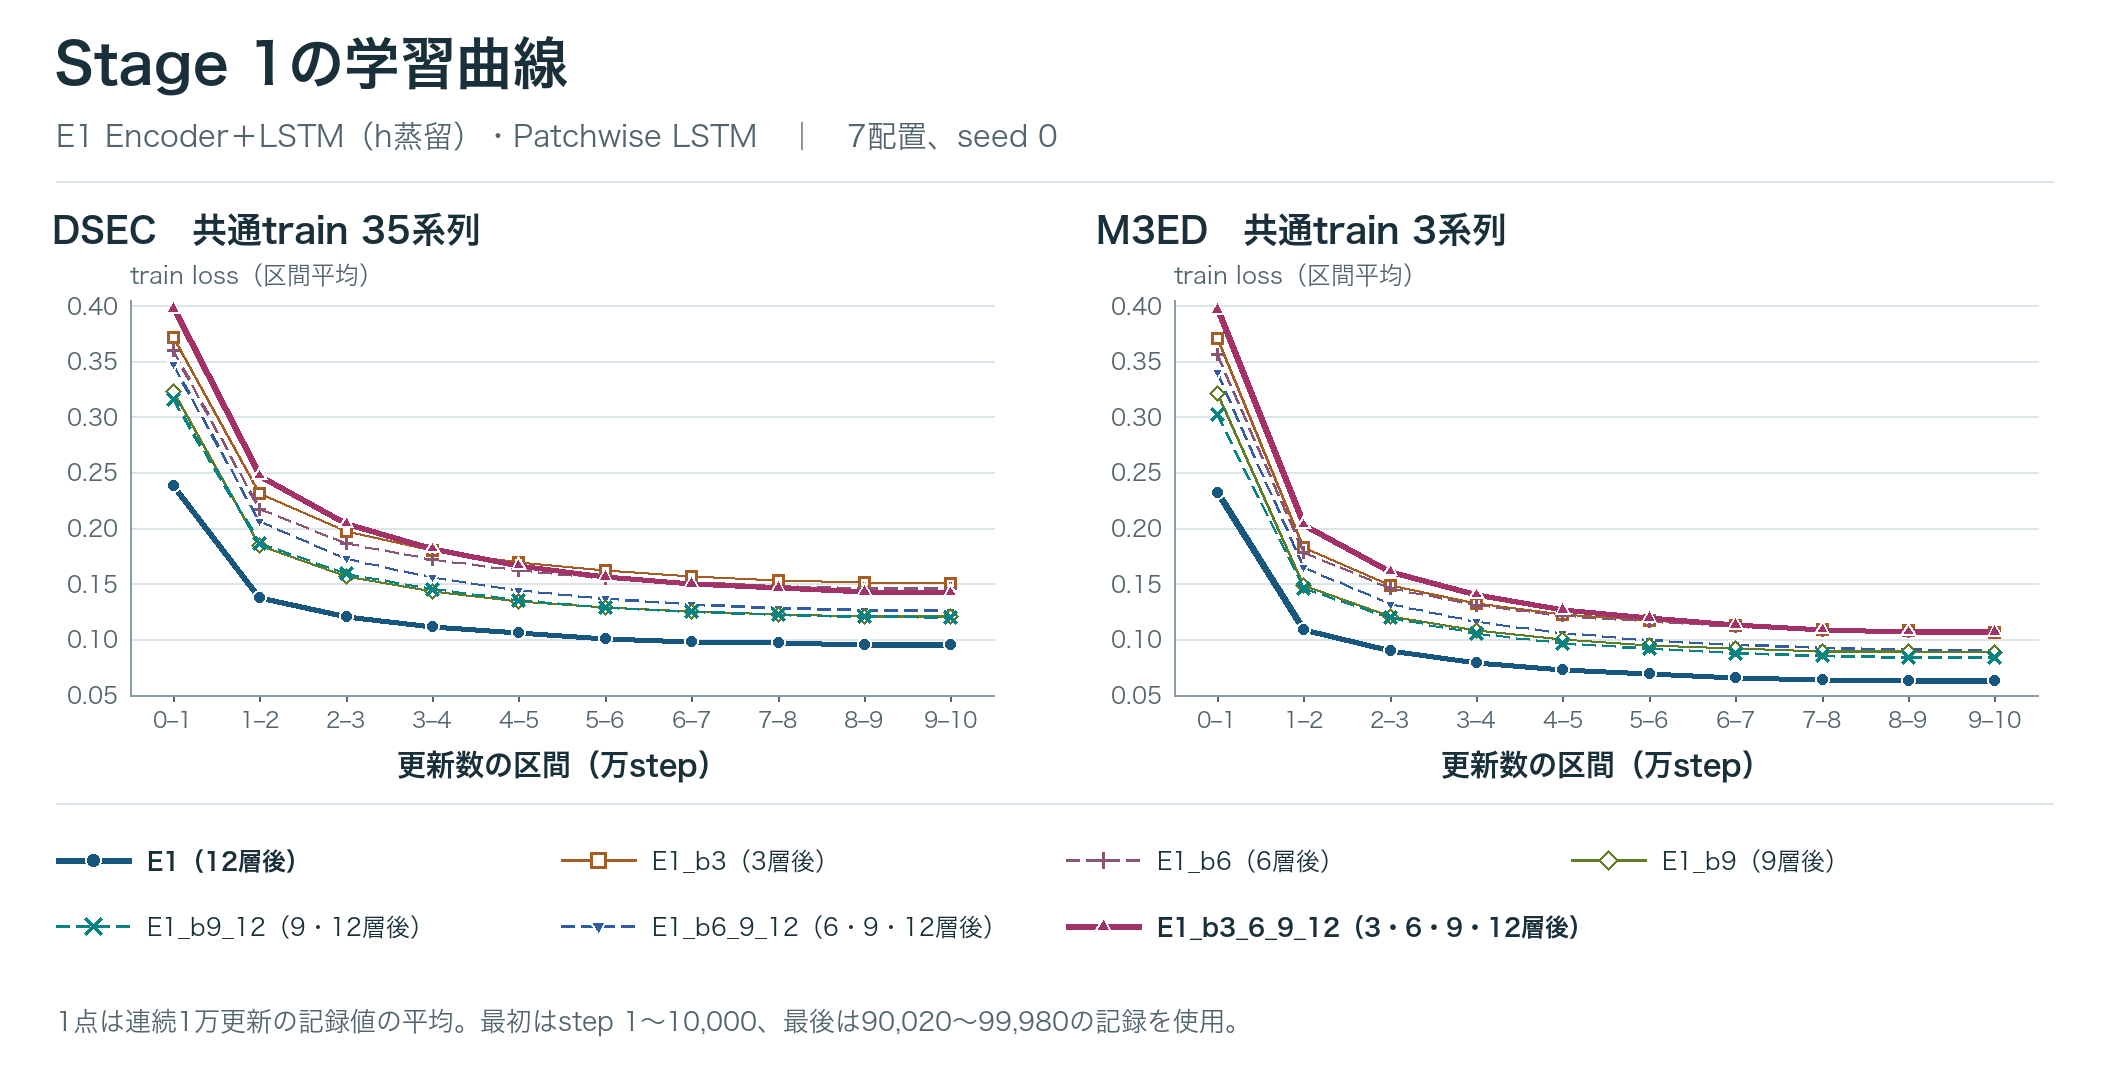 Stage 1の学習曲線
E1 Encoder＋LSTM（h蒸留）・Patchwise LSTM ｜ 7配置、seed 0
DSEC 共通train 35系列
train loss（区間平均）
0.40
0.35
0.30
0.25
0.20
0.15
0.10
0.05
0–1 1–2 2–3 3–4 4–5 5–6 6–7 7–8 8–9 9–10
更新数の区間（万step）
M3ED 共通train 3系列
train loss（区間平均）
0.40
0.35
0.30
0.25
0.20
0.15
0.10
0.05
0–1 1–2 2–3 3–4 4–5 5–6 6–7 7–8 8–9 9–10
更新数の区間（万step）
E1（12層後） E1_b3（3層後） E1_b6（6層後） E1_b9（9層後）
E1_b9_12（9・12層後） E1_b6_9_12（6・9・12層後） E1_b3_6_9_12（3・6・9・12層後）
1点は連続1万更新の記録値の平均。最初はstep 1〜10,000、最後は90,020〜99,980の記録を使用。